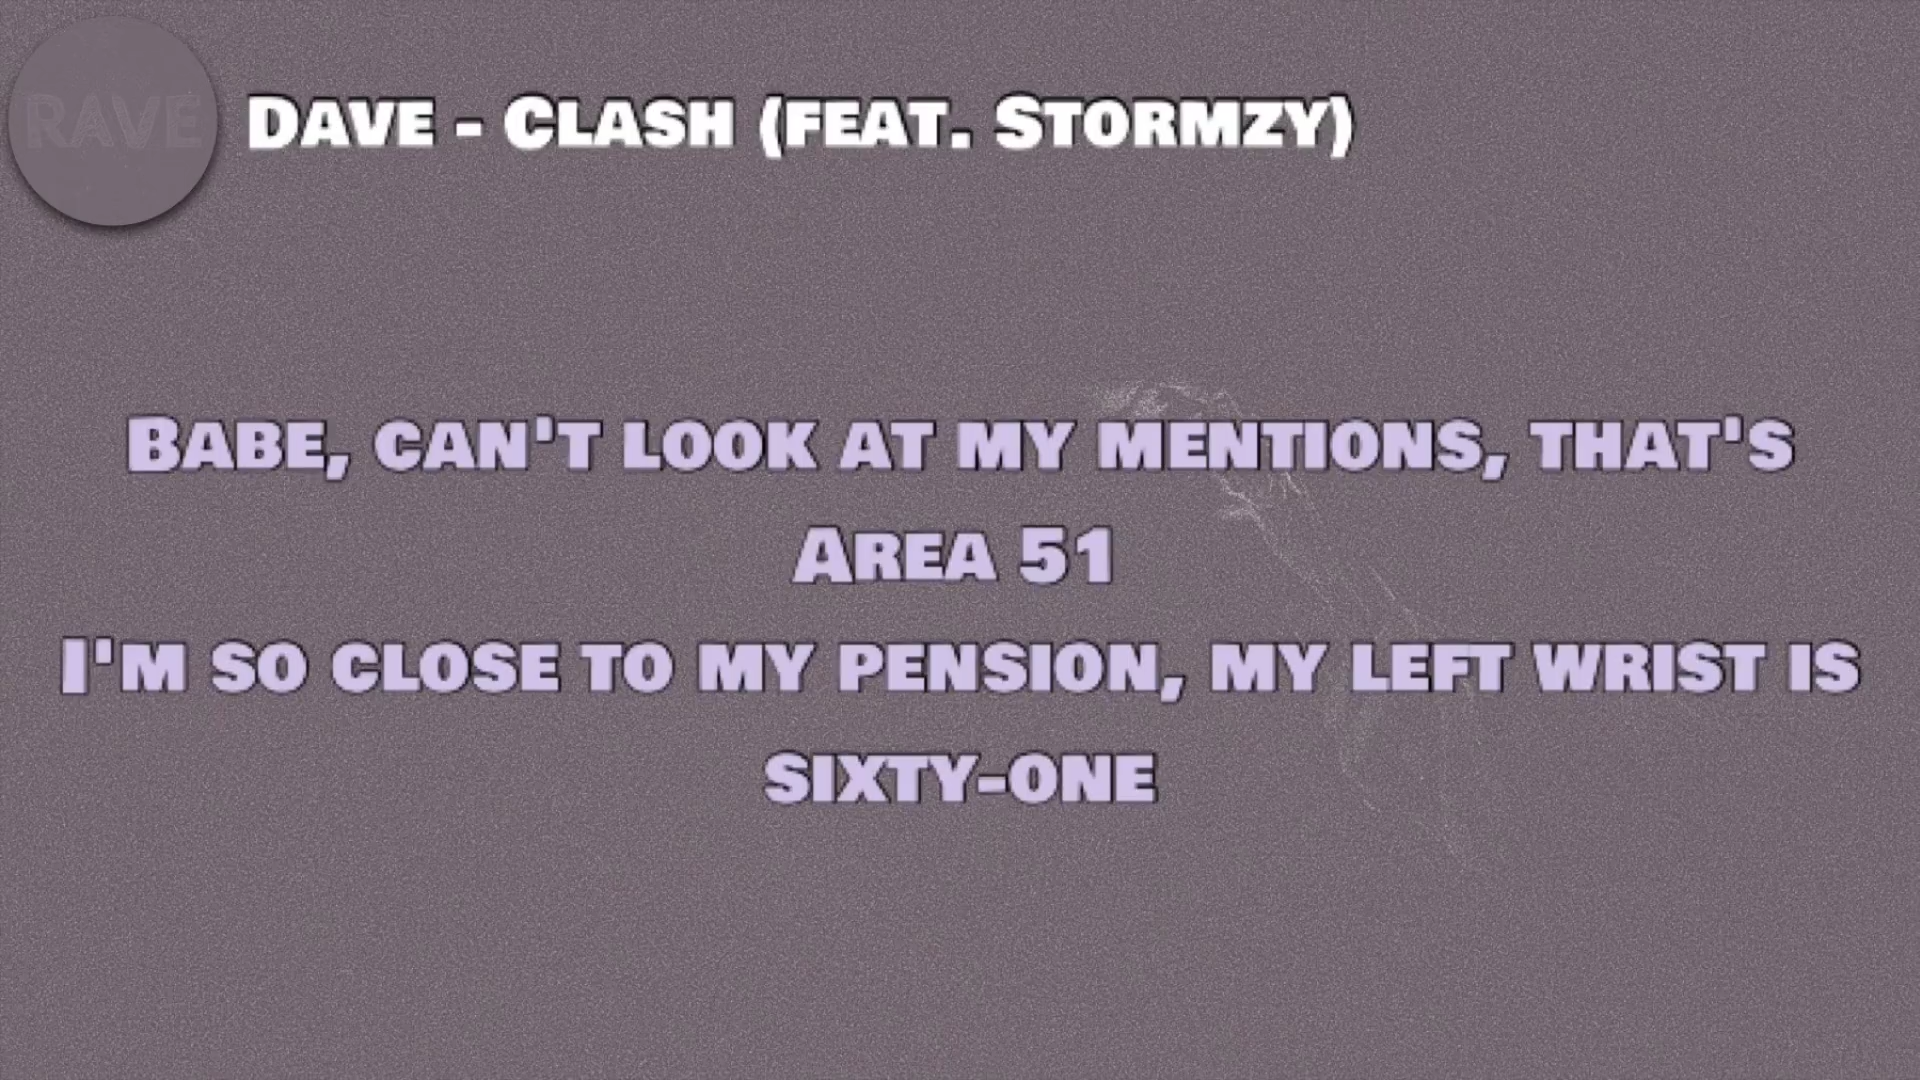 RAVE
Dave - Clash (feat. Stormzy)
Babe, can't look at my mentions, that's
Area 51
I'm so close to my pension, my left wrist is
sixty-one